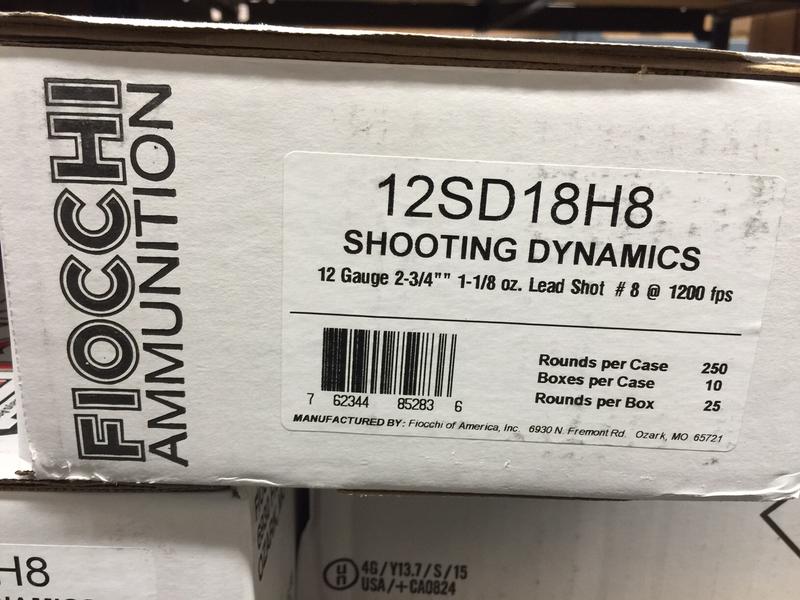 FIOCCHI
AMMUNITION
12SD18H8
SHOOTING DYNAMICS
12 Gauge 2-3/4"" 1-1/8 oz. Lead Shot # 8 @ 1200 fps
Rounds per Case 250
Boxes per Case 10
Rounds per Box 25
7 62344 85283 6
MANUFACTURED BY: Fiocchi of America, Inc. 6930 N. Fremont Rd. Ozark, MO 65721
H8
un
4G/Y13.7/S/15
USA/+CA0824